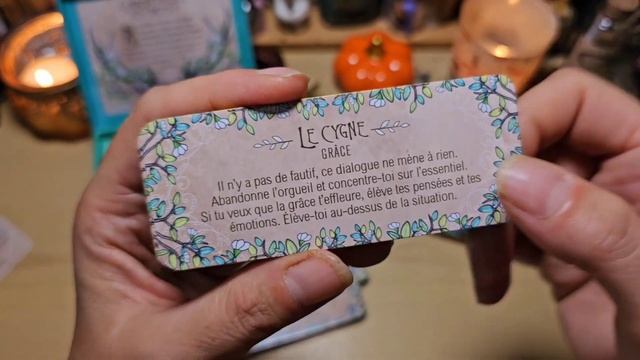 LE CYGNE
GRÂCE
Il n'y a pas de fautif, ce dialogue ne mène à rien.
Abandonne l'orgueil et concentre-toi sur l'essentiel.
Si tu veux que la grâce t'effleure, élève tes pensées et tes
émotions. Élève-toi au-dessus de la situation.